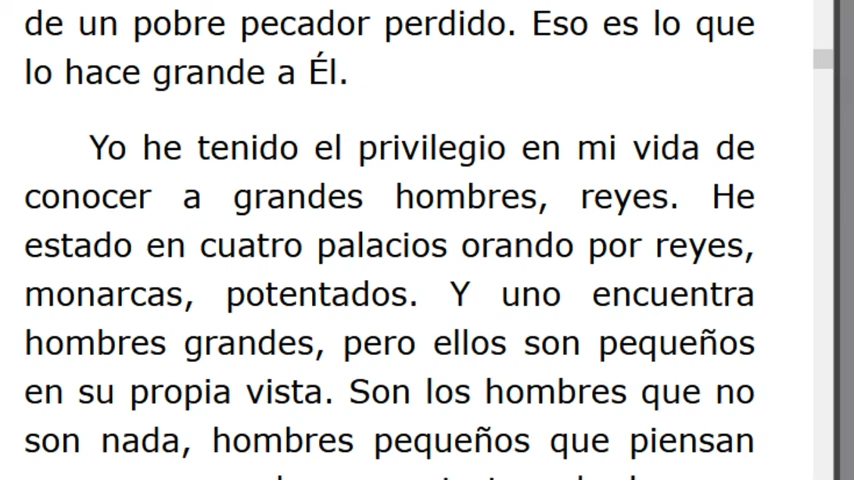 de un pobre pecador perdido. Eso es lo que
lo hace grande a Él.
Yo he tenido el privilegio en mi vida de
conocer a grandes hombres, reyes. He
estado en cuatro palacios orando por reyes,
monarcas, potentados. Y uno encuentra
hombres grandes, pero ellos son pequeños
en su propia vista. Son los hombres que no
son nada, hombres pequeños que piensan